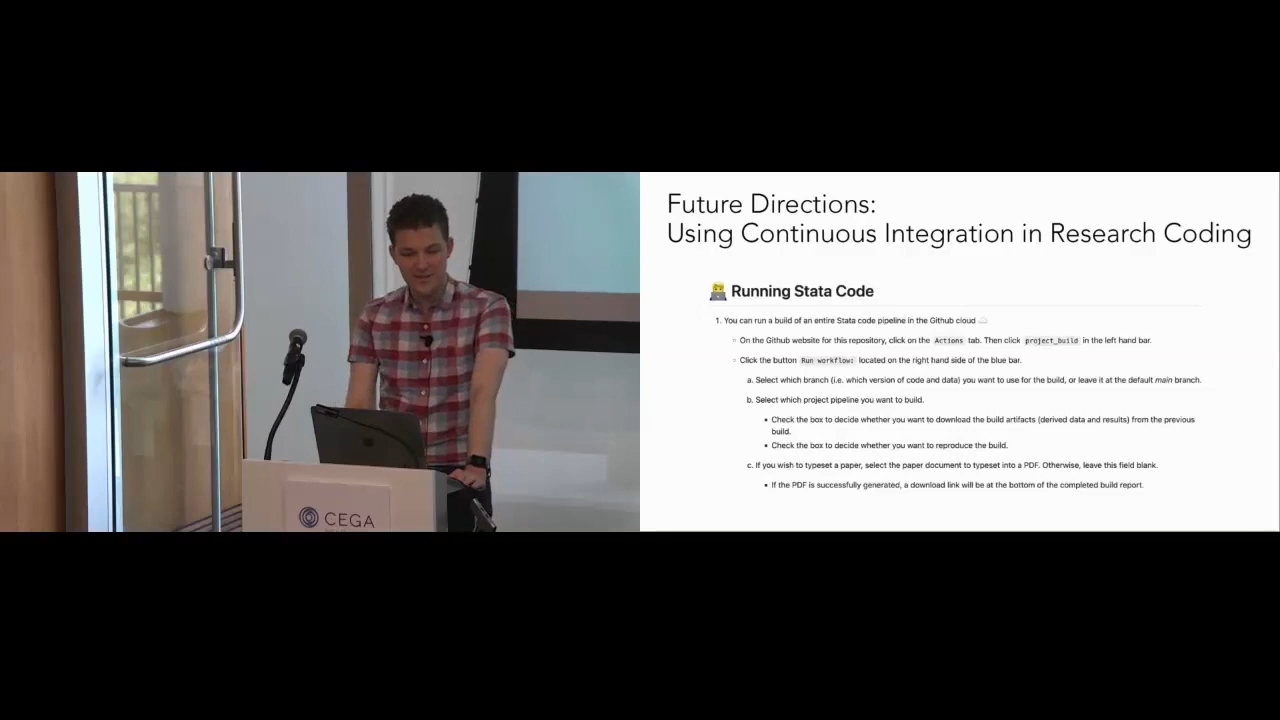 Future Directions:
Using Continuous Integration in Research Coding
Running Stata Code
1. You can run a build of an entire Stata code pipeline in the Github cloud
On the Github website for this repository, click on the Actions tab. Then click project_build in the left hand bar.
Click the button Run workflow: located on the right hand side of the blue bar.
a. Select which branch (i.e. which version of code and data) you want to use for the build, or leave it at the default main branch.
b. Select which project pipeline you want to build.
Check the box to decide whether you want to download the build artifacts (derived data and results) from the previous
build.
Check the box to decide whether you want to reproduce the build.
c. If you wish to typeset a paper, select the paper document to typeset into a PDF. Otherwise, leave this field blank.
If the PDF is successfully generated, a download link will be at the bottom of the completed build report.
CEGA